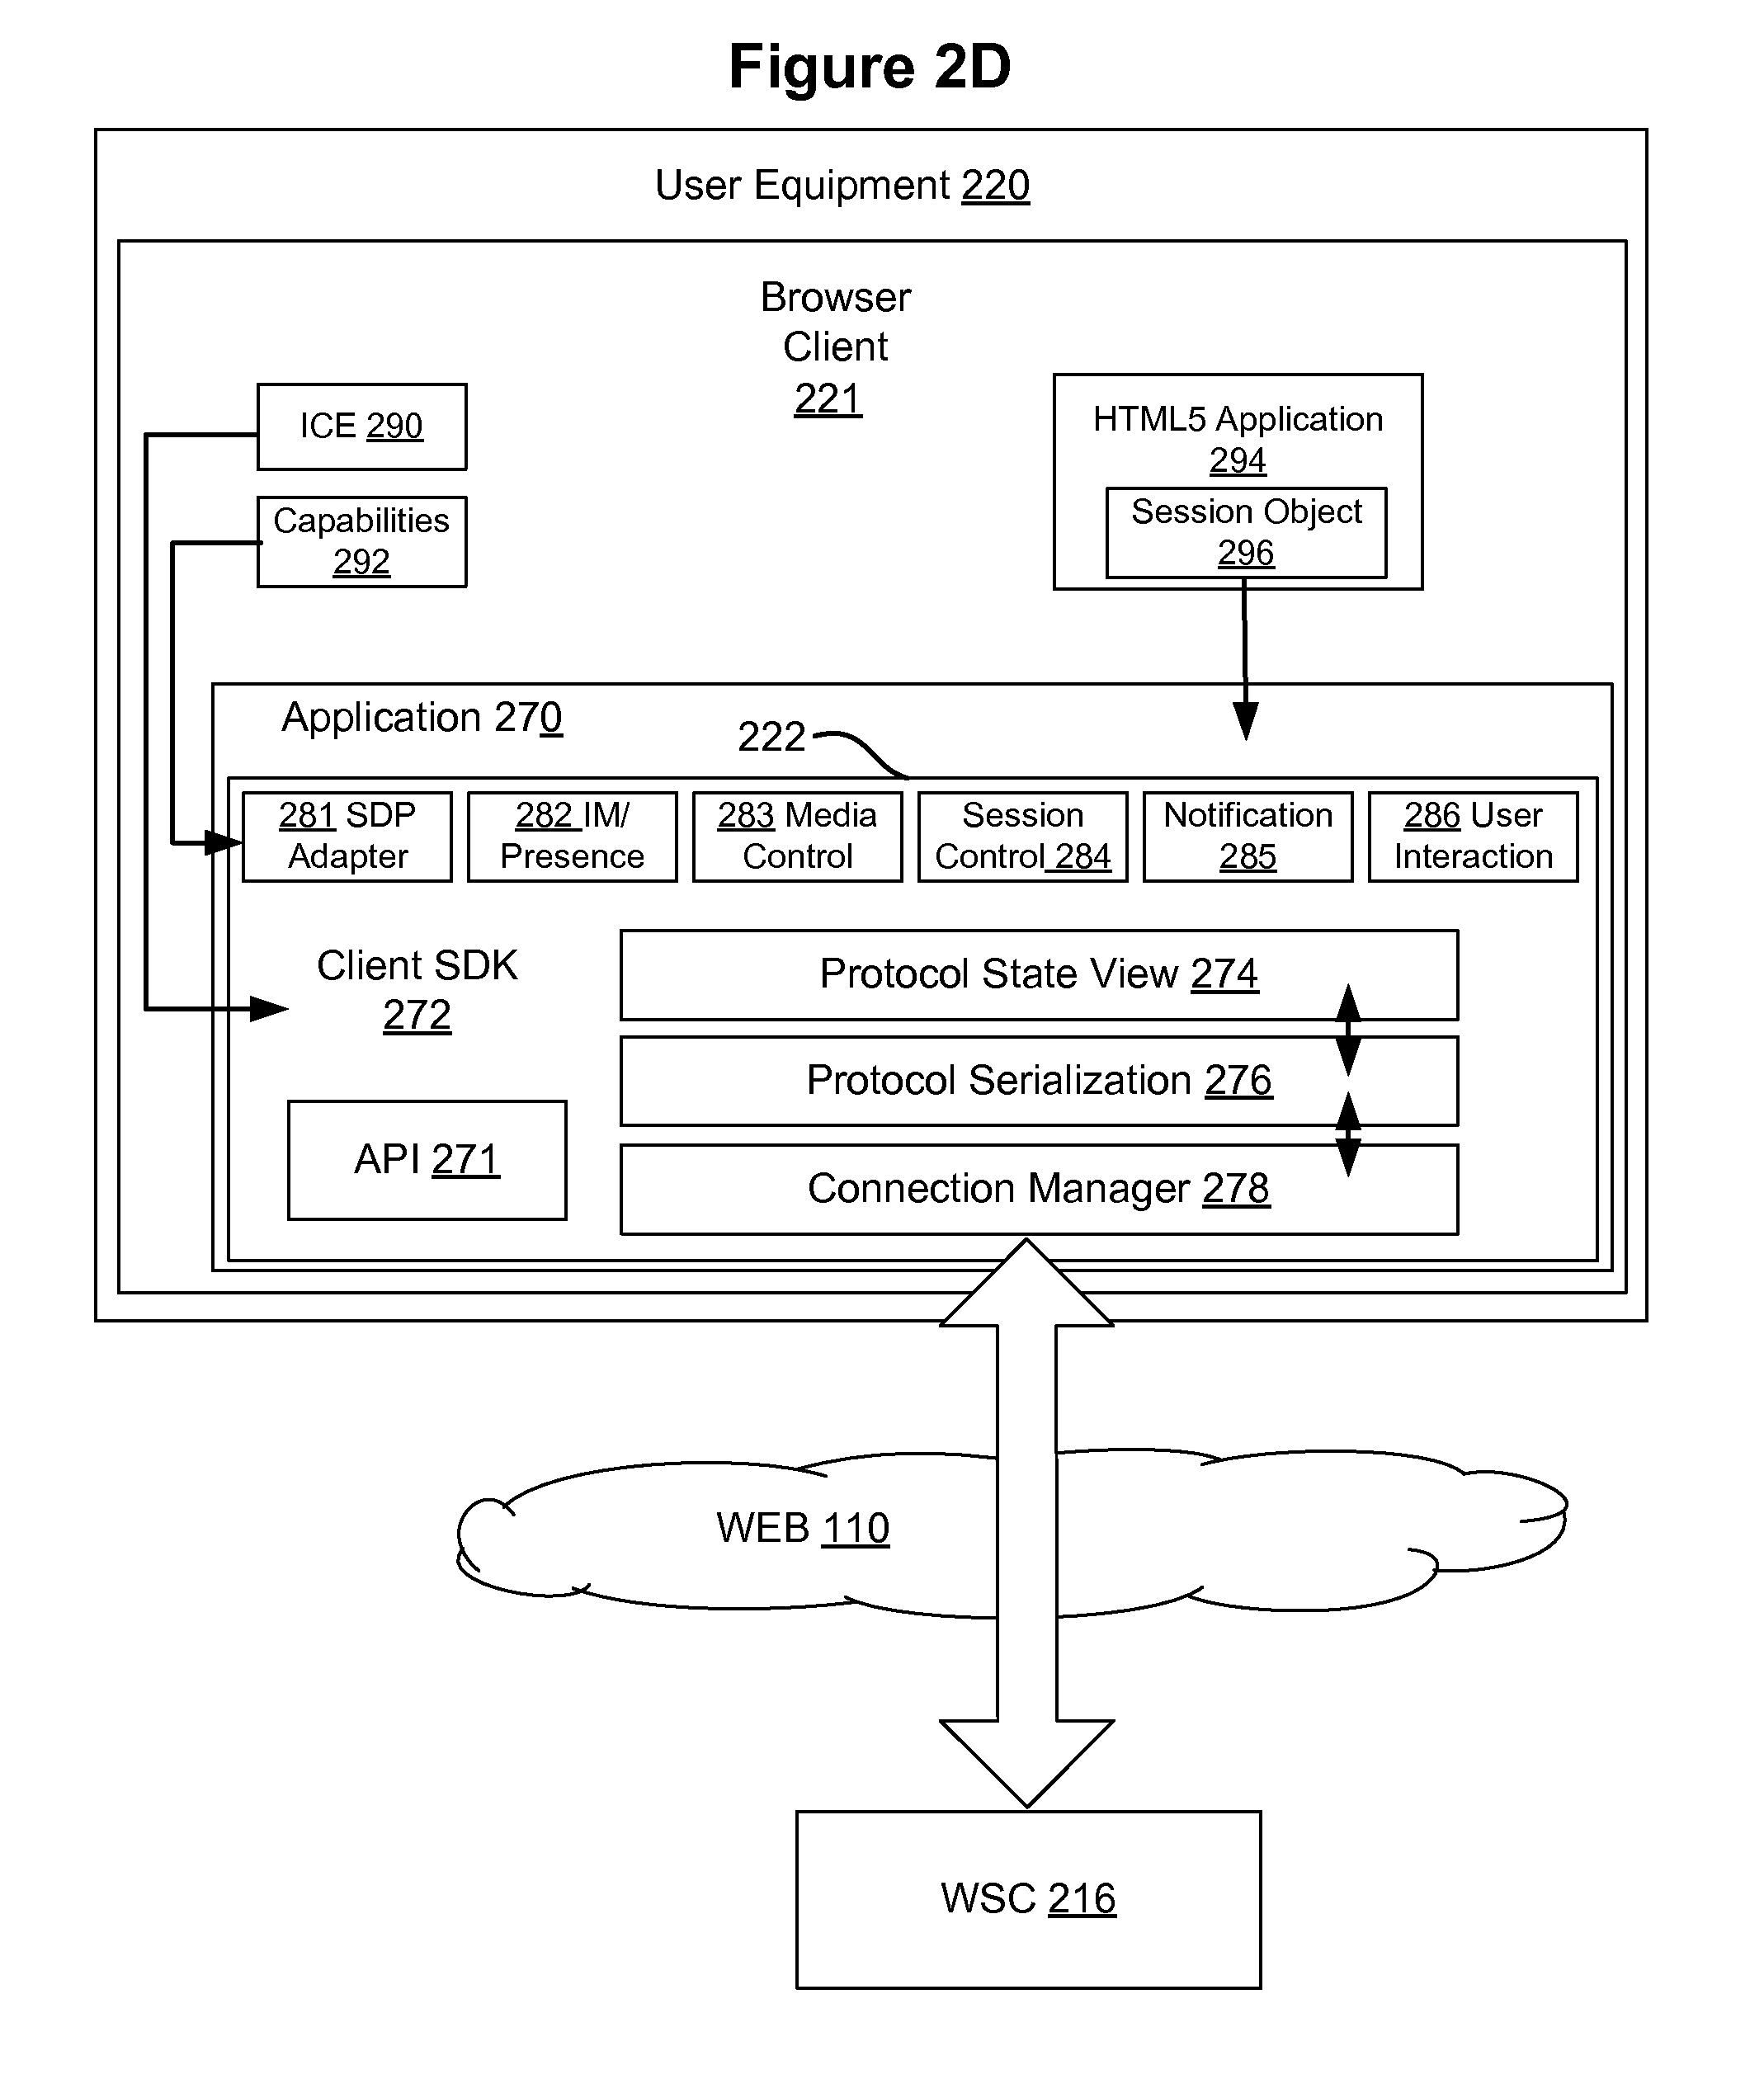 Figure 2D
User Equipment 220
Browser
Client
221
ICE 290
Capabilities
292
HTML5 Application
294
Session Object
296
Application 270
222
281 SDP
Adapter
282 IM/
Presence
283 Media
Control
Session
Control 284
Notification
285
286 User
Interaction
Client SDK
272
Protocol State View 274
Protocol Serialization 276
API 271
Connection Manager 278
WEB 110
WSC 216